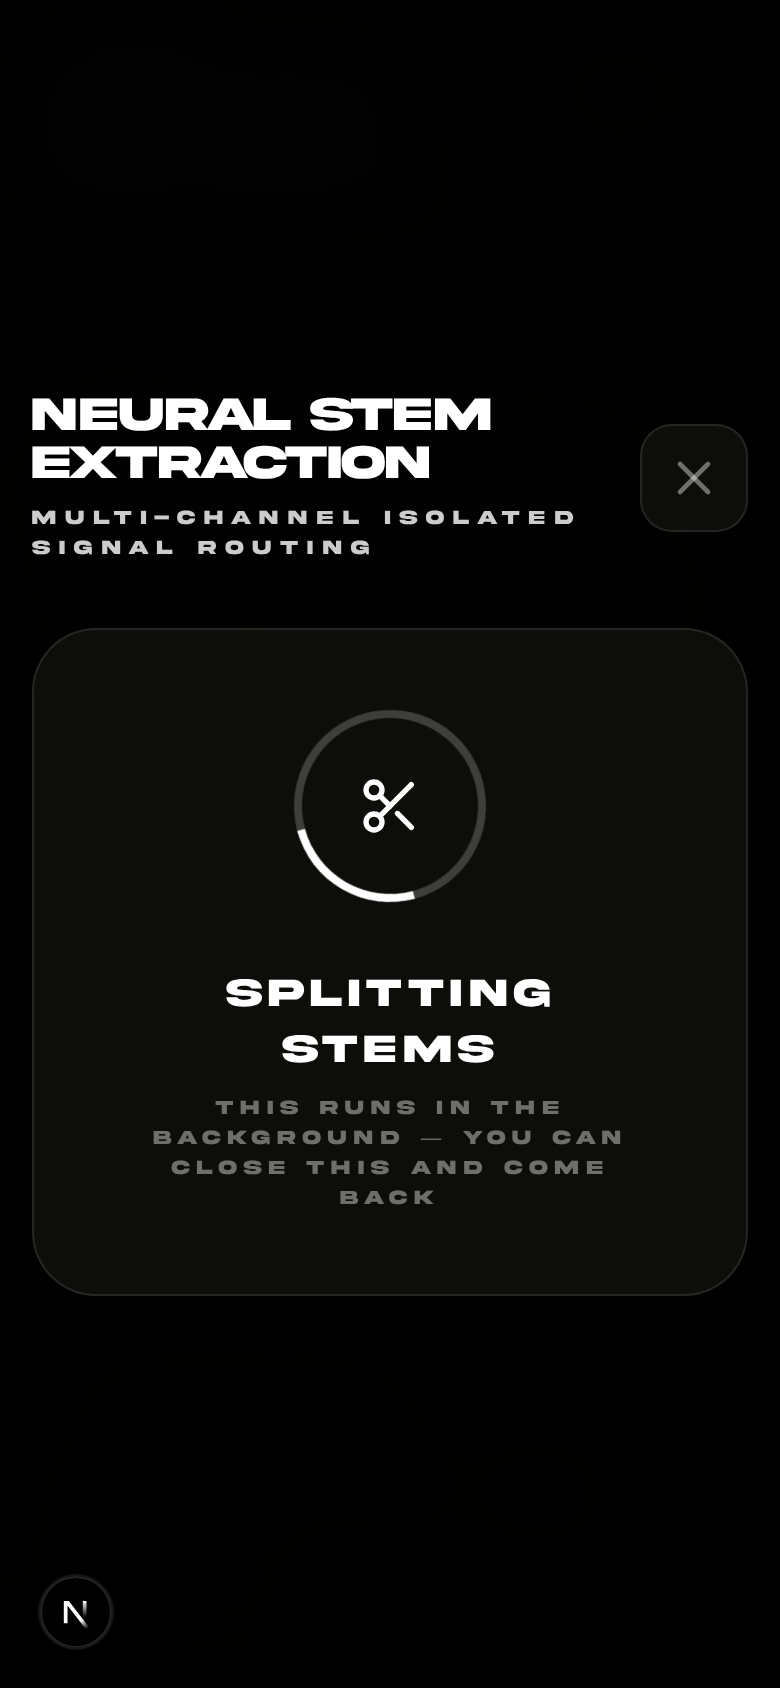 NEURAL STEM
EXTRACTION
MULTI-CHANNEL ISOLATED
SIGNAL ROUTING
SPLITTING
STEMS
THIS RUNS IN THE
BACKGROUND — YOU CAN
CLOSE THIS AND COME
BACK
N